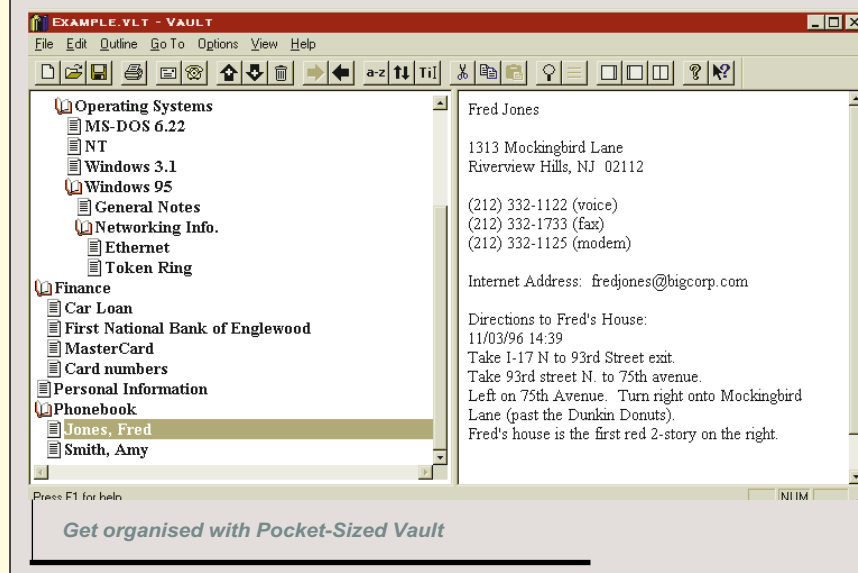 EXAMPLE.VLT - VAULT
File Edit Outline Go To Options View Help
a-z TiI
Operating Systems
MS-DOS 6.22
NT
Windows 3.1
Windows 95
General Notes
Networking Info.
Ethernet
Token Ring
Finance
Car Loan
First National Bank of Englewood
MasterCard
Card numbers
Personal Information
Phonebook
Jones, Fred
Smith, Amy
Fred Jones
1313 Mockingbird Lane
Riverview Hills, NJ 02112
(212) 332-1122 (voice)
(212) 332-1733 (fax)
(212) 332-1125 (modem)
Internet Address: fredjones@bigcorp.com
Directions to Fred's House:
11/03/96 14:39
Take I-17 N to 93rd Street exit.
Take 93rd street N. to 75th avenue.
Left on 75th Avenue. Turn right onto Mockingbird
Lane (past the Dunkin Donuts).
Fred's house is the first red 2-story on the right.
Press F1 for help
NUM
Get organised with Pocket-Sized Vault